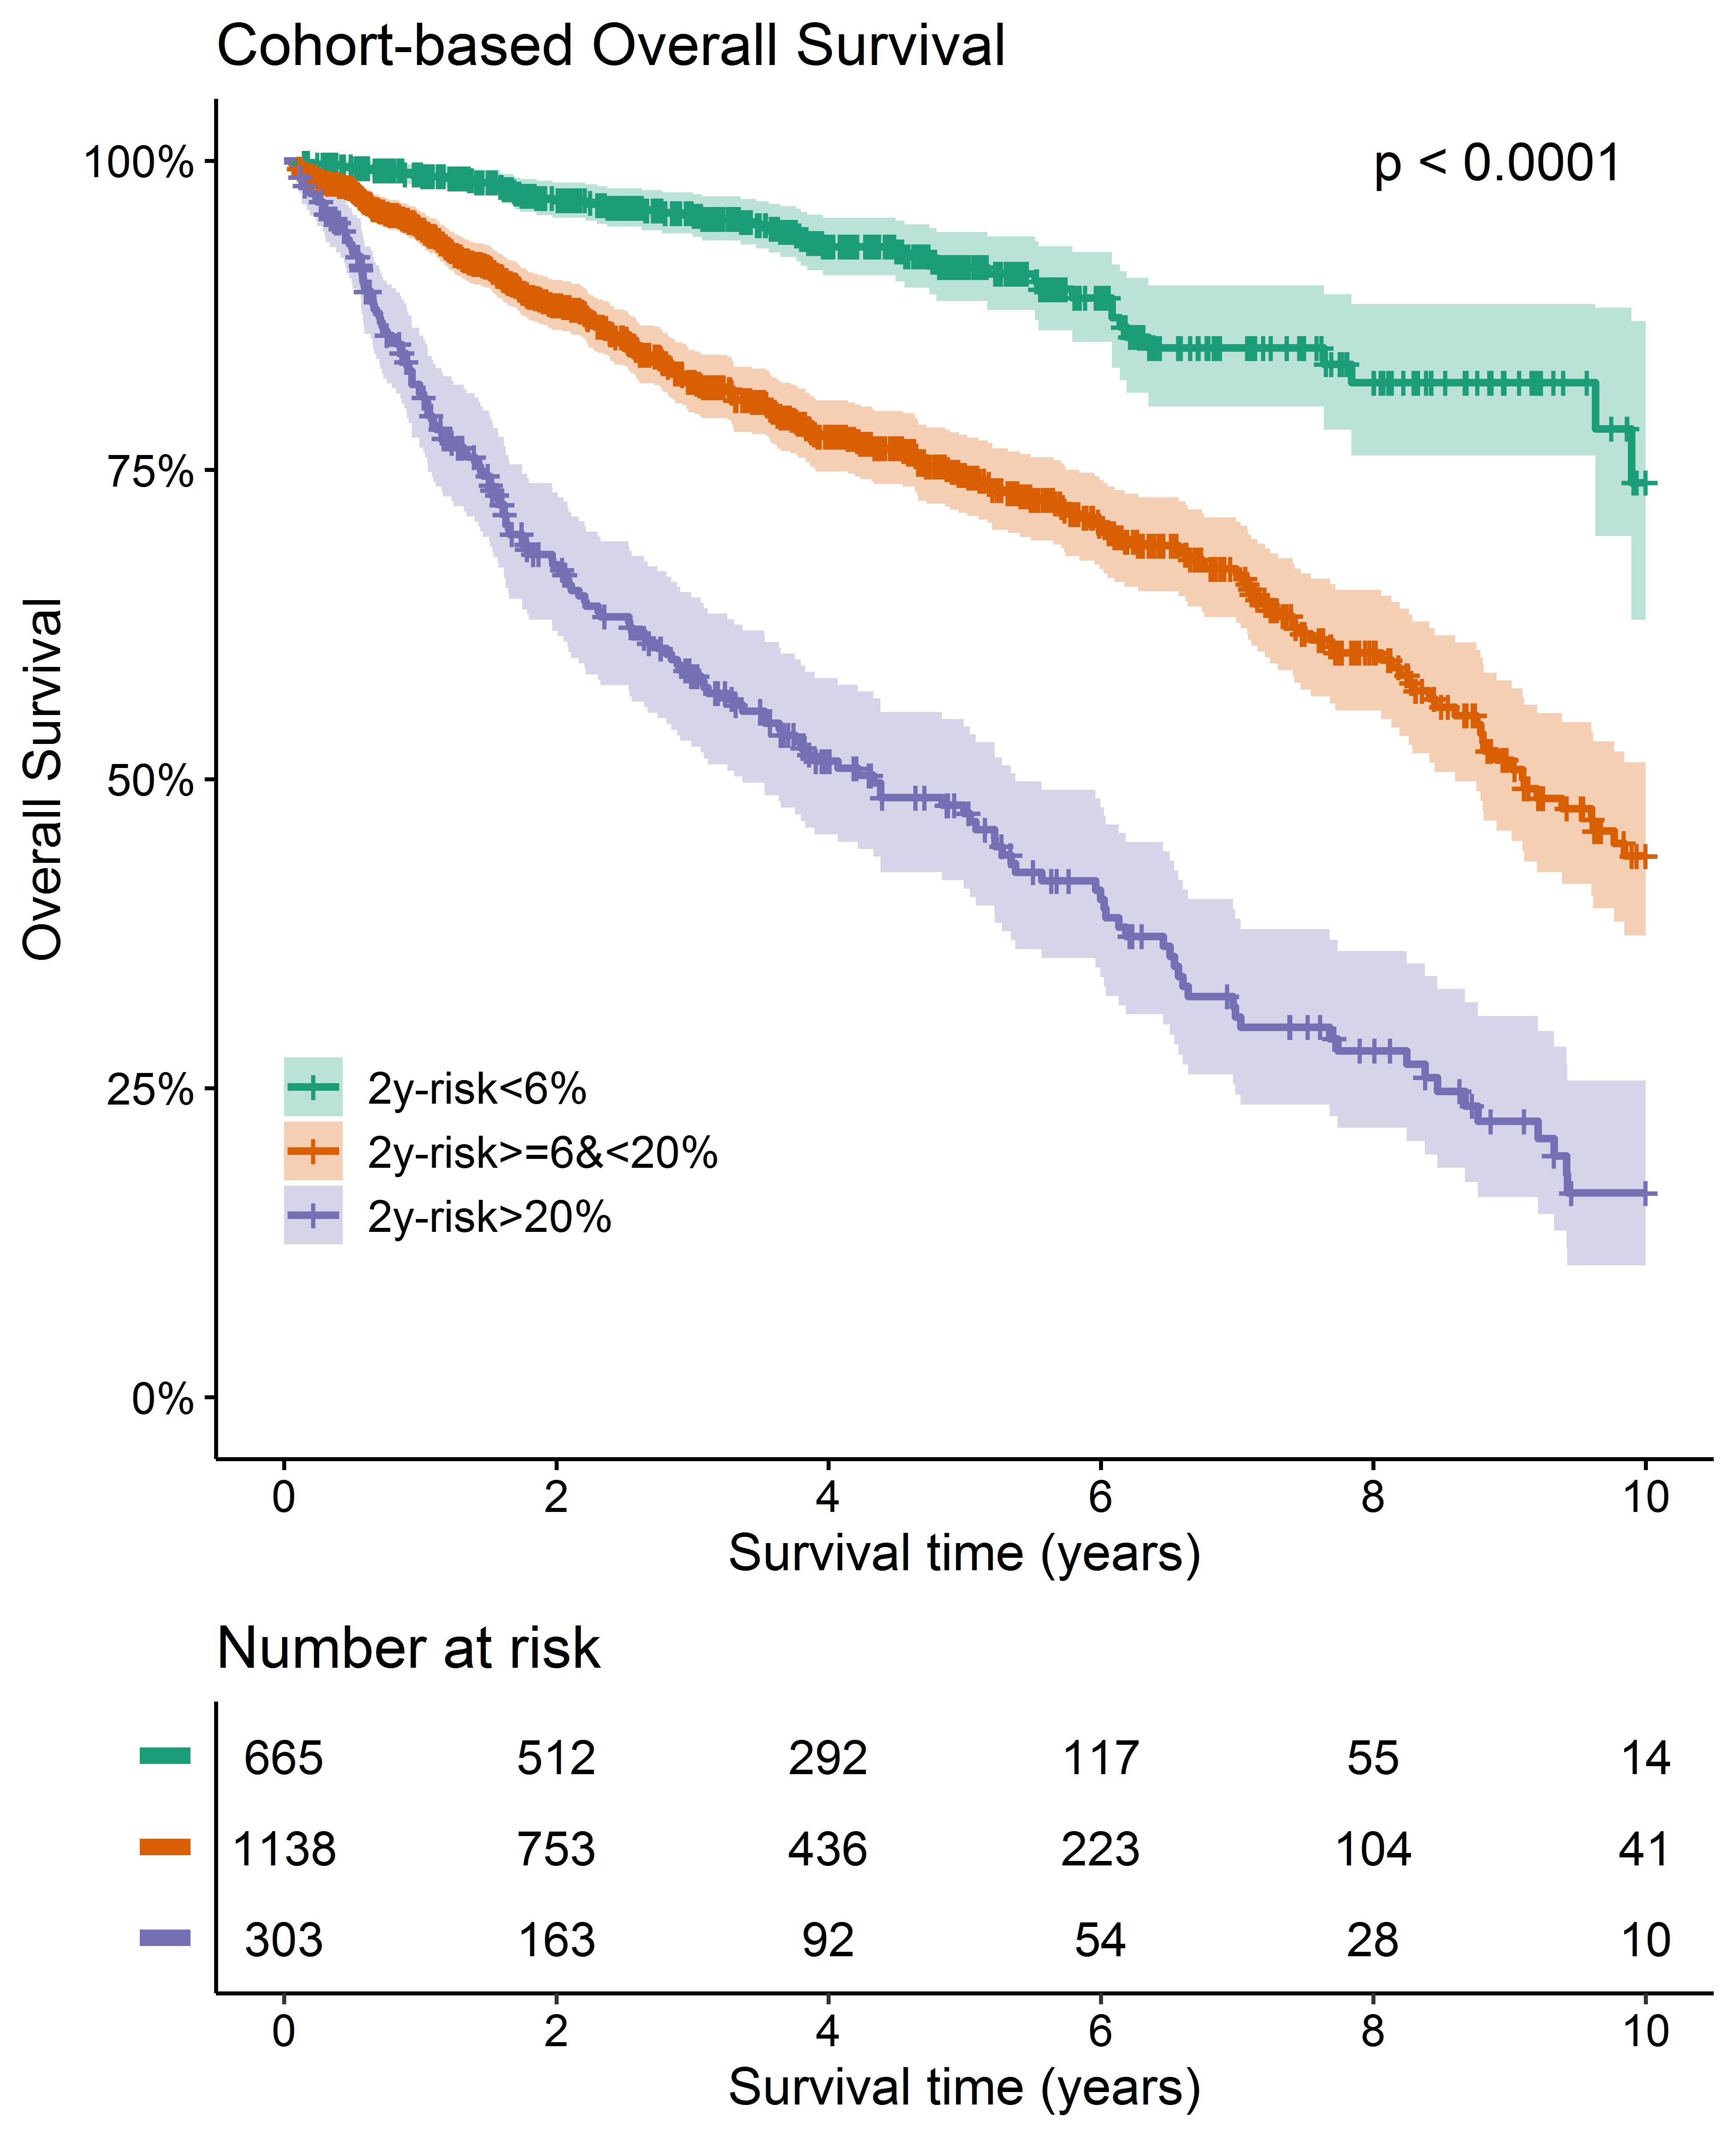 Cohort-based Overall Survival
p < 0.0001
100%
75%
50%
25%
0%
Overall Survival
2y-risk<6%
2y-risk>=6&<20%
2y-risk>20%
0 2 4 6 8 10
Survival time (years)
Number at risk
665 512 292 117 55 14
1138 753 436 223 104 41
303 163 92 54 28 10
0 2 4 6 8 10
Survival time (years)